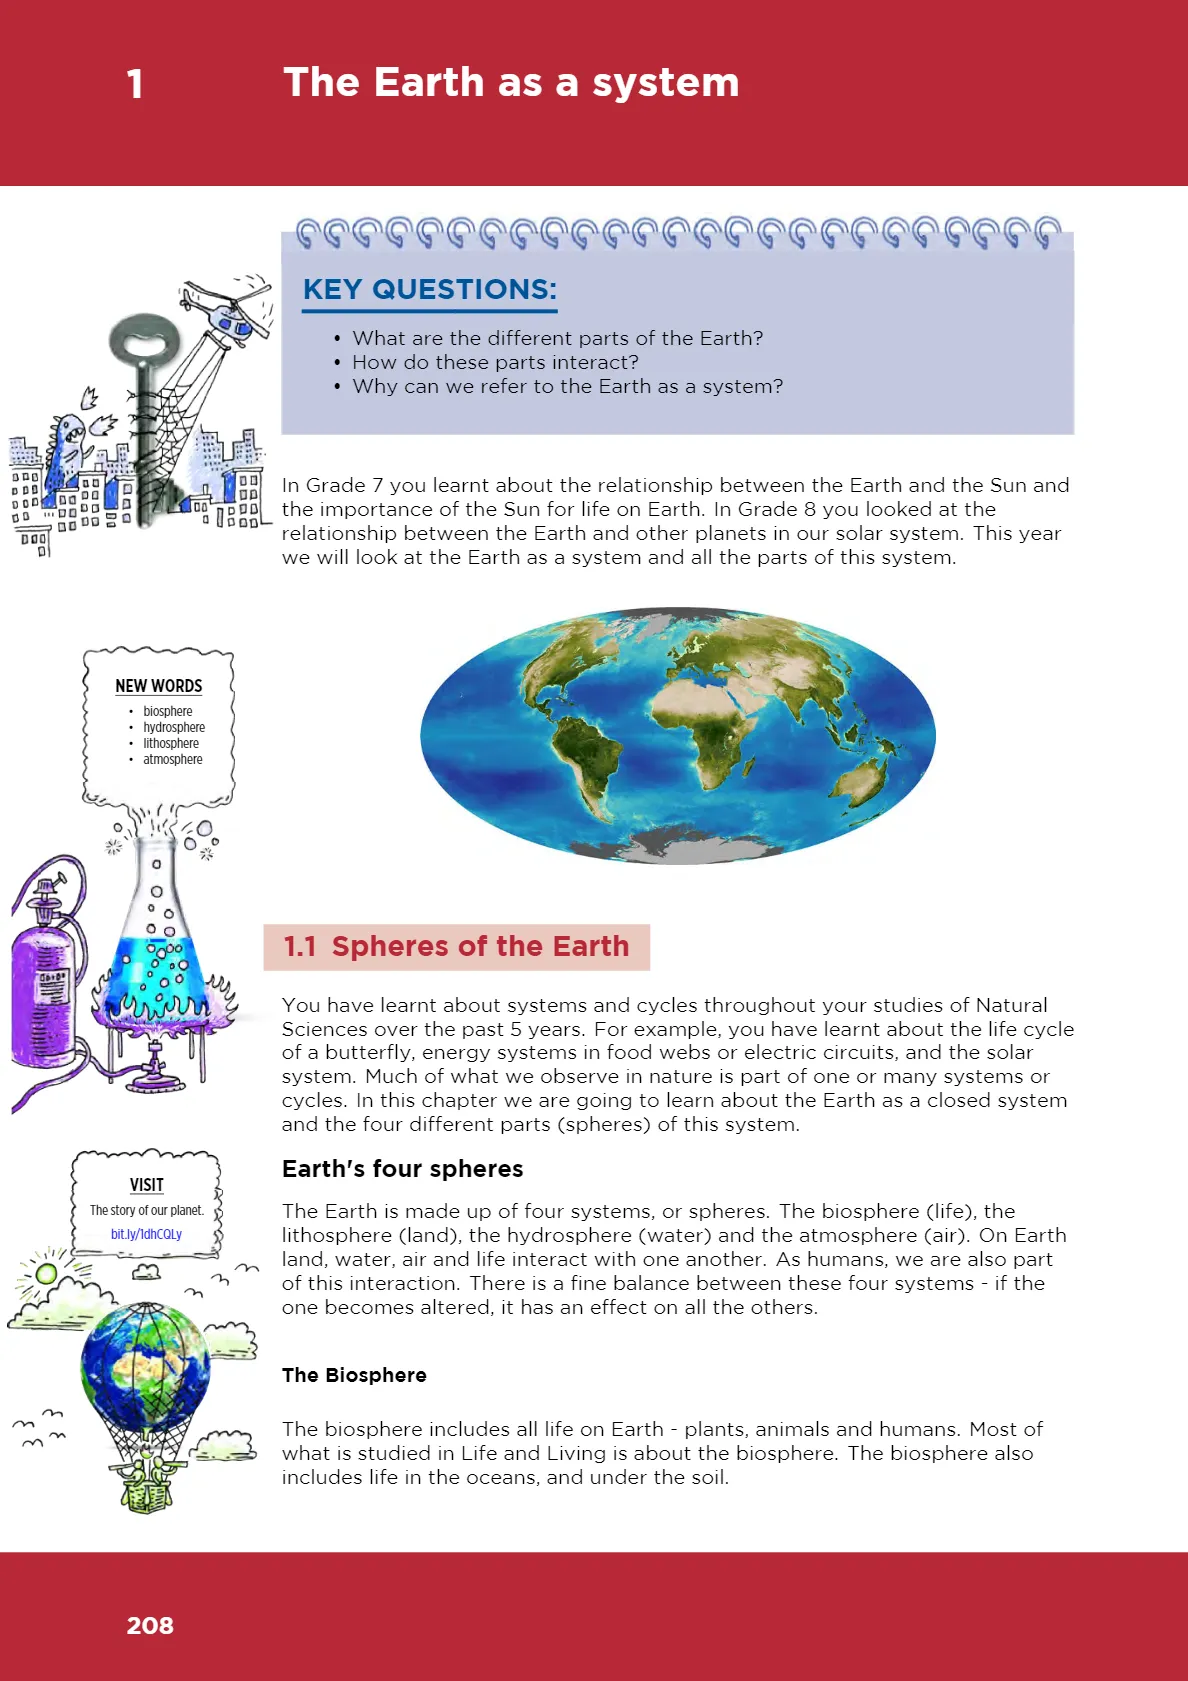 1 The Earth as a system
KEY QUESTIONS:
• What are the different parts of the Earth?
• How do these parts interact?
• Why can we refer to the Earth as a system?
In Grade 7 you learnt about the relationship between the Earth and the Sun and
the importance of the Sun for life on Earth. In Grade 8 you looked at the
relationship between the Earth and other planets in our solar system. This year
we will look at the Earth as a system and all the parts of this system.
NEW WORDS
• biosphere
• hydrosphere
• lithosphere
• atmosphere
1.1 Spheres of the Earth
You have learnt about systems and cycles throughout your studies of Natural
Sciences over the past 5 years. For example, you have learnt about the life cycle
of a butterfly, energy systems in food webs or electric circuits, and the solar
system. Much of what we observe in nature is part of one or many systems or
cycles. In this chapter we are going to learn about the Earth as a closed system
and the four different parts (spheres) of this system.
VISIT
The story of our planet.
bit.ly/1dhCQLy
Earth's four spheres
The Earth is made up of four systems, or spheres. The biosphere (life), the
lithosphere (land), the hydrosphere (water) and the atmosphere (air). On Earth
land, water, air and life interact with one another. As humans, we are also part
of this interaction. There is a fine balance between these four systems - if the
one becomes altered, it has an effect on all the others.
The Biosphere
The biosphere includes all life on Earth - plants, animals and humans. Most of
what is studied in Life and Living is about the biosphere. The biosphere also
includes life in the oceans, and under the soil.
208